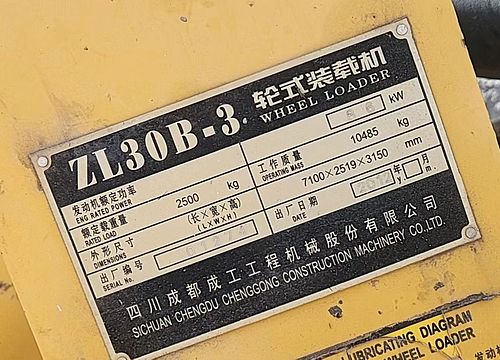 ZL30B-3 轮式装载机
WHEEL LOADER
发动机额定功率 kW
ENG RATED POWER
额定载重量 2500 kg 工作质量 10485 kg
RATED LOAD OPERATING MASS
外形尺寸 (长×宽×高) 7100×2519×3150 mm
DIMENSIONS (L×W×H)
出厂编号 出厂日期 2012 年 月
SERIAL No. DATE y. m.
四川成都成工工程机械股份有限公司
SICHUAN CHENGDU CHENGGONG CONSTRUCTION MACHINERY CO.,LTD.
LUBRICATING DIAGRAM
WHEEL LOADER